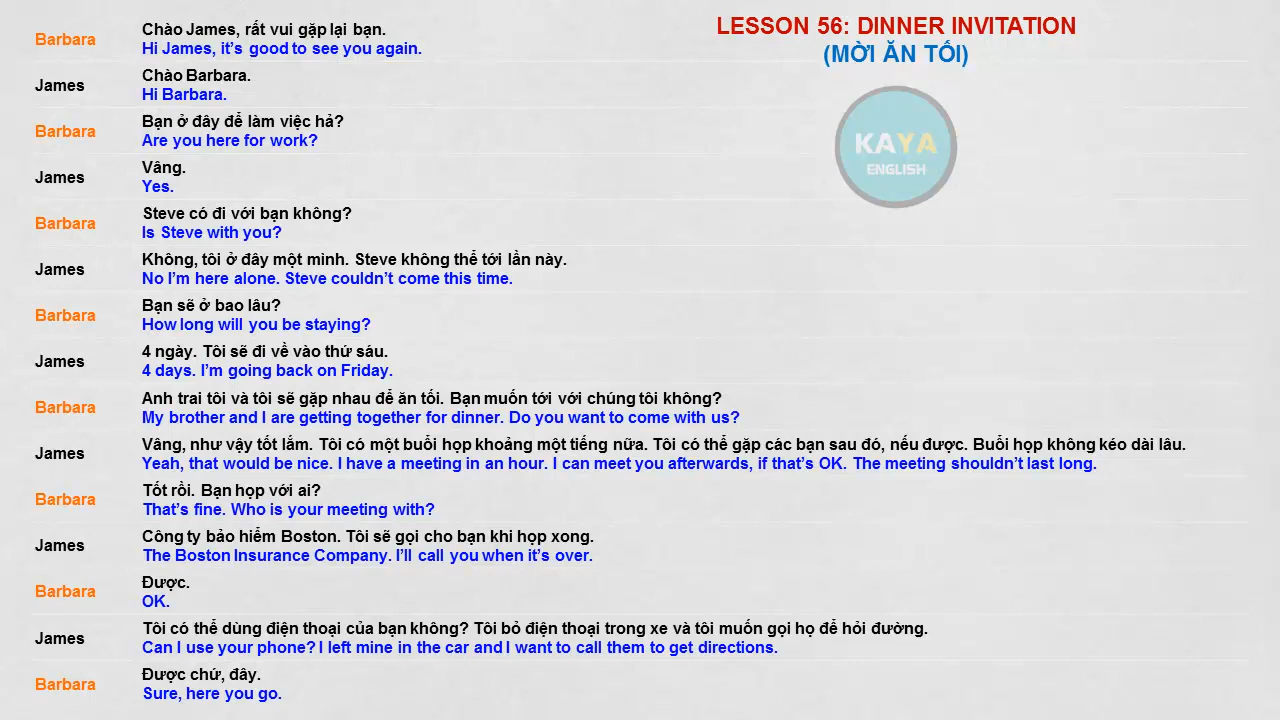 LESSON 56: DINNER INVITATION
(MỜI ĂN TỐI)
KAYA
ENGLISH
Barbara
Chào James, rất vui gặp lại bạn.
Hi James, it's good to see you again.
James
Chào Barbara.
Hi Barbara.
Barbara
Bạn ở đây để làm việc hả?
Are you here for work?
James
Vâng.
Yes.
Barbara
Steve có đi với bạn không?
Is Steve with you?
James
Không, tôi ở đây một mình. Steve không thể tới lần này.
No I'm here alone. Steve couldn't come this time.
Barbara
Bạn sẽ ở bao lâu?
How long will you be staying?
James
4 ngày. Tôi sẽ đi về vào thứ sáu.
4 days. I'm going back on Friday.
Barbara
Anh trai tôi và tôi sẽ gặp nhau để ăn tối. Bạn muốn tới với chúng tôi không?
My brother and I are getting together for dinner. Do you want to come with us?
James
Vâng, như vậy tốt lắm. Tôi có một buổi họp khoảng một tiếng nữa. Tôi có thể gặp các bạn sau đó, nếu được. Buổi họp không kéo dài lâu.
Yeah, that would be nice. I have a meeting in an hour. I can meet you afterwards, if that's OK. The meeting shouldn't last long.
Barbara
Tốt rồi. Bạn họp với ai?
That's fine. Who is your meeting with?
James
Công ty bảo hiểm Boston. Tôi sẽ gọi cho bạn khi họp xong.
The Boston Insurance Company. I'll call you when it's over.
Barbara
Được.
OK.
James
Tôi có thể dùng điện thoại của bạn không? Tôi bỏ điện thoại trong xe và tôi muốn gọi họ để hỏi đường.
Can I use your phone? I left mine in the car and I want to call them to get directions.
Barbara
Được chứ, đây.
Sure, here you go.